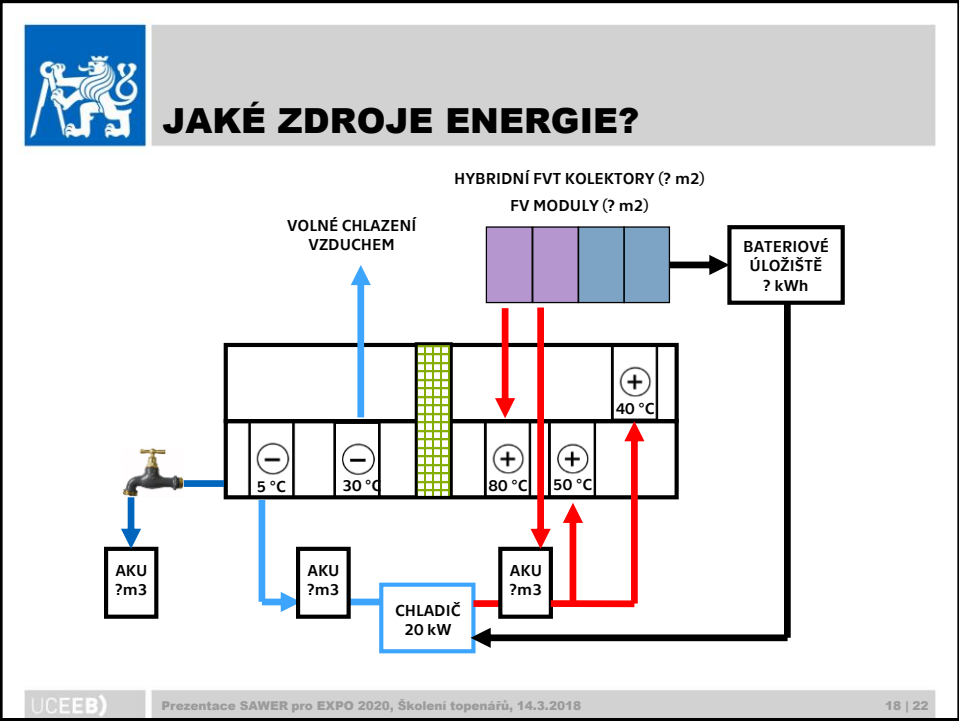 JAKÉ ZDROJE ENERGIE?
HYBRIDNÍ FVT KOLEKTORY (? m2)
FV MODULY (? m2)
VOLNÉ CHLAZENÍ
VZDUCHEM
BATERIOVÉ
ÚLOŽIŠTĚ
? kWh
40 °C
5 °C
30 °C
80 °C
50 °C
AKU
?m3
AKU
?m3
CHLADIČ
20 kW
AKU
?m3
UCEEB)
Prezentace SAWER pro EXPO 2020, Školení topenářů, 14.3.2018
18 | 22